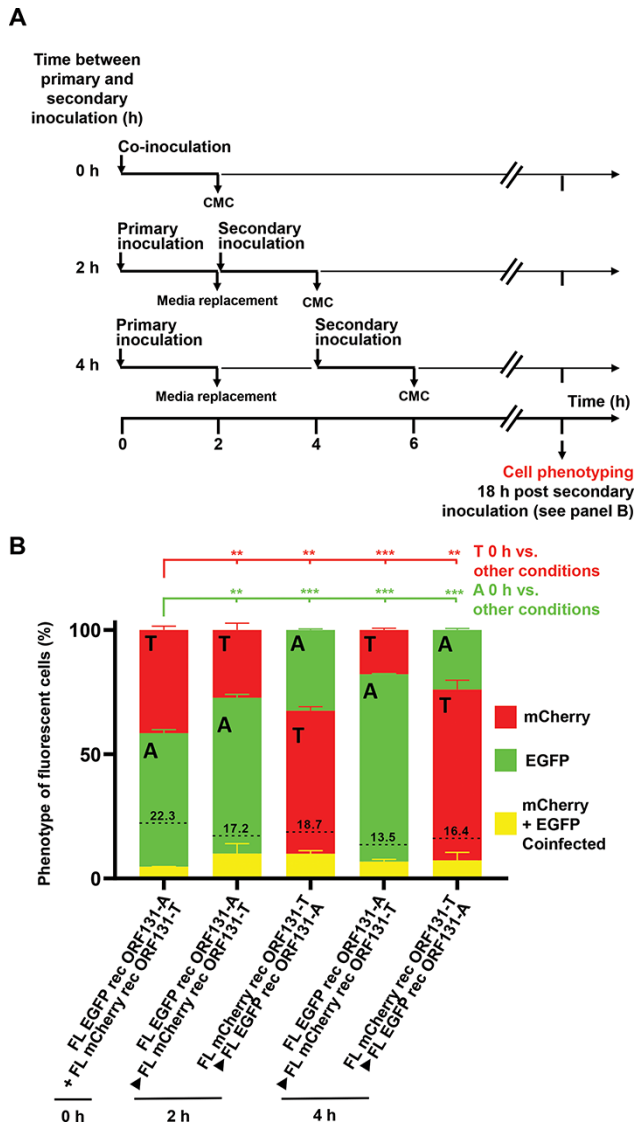 A
Time between
primary and
secondary
inoculation (h)
Co-inoculation
0 h
CMC
Primary
inoculation
Secondary
inoculation
2 h
Media replacement
CMC
Primary
inoculation
Secondary
inoculation
4 h
Media replacement
CMC
Time (h)
0 2 4 6
Cell phenotyping
18 h post secondary
inoculation (see panel B)
B
** ** *** **
T 0 h vs.
other conditions
** *** *** ***
A 0 h vs.
other conditions
Phenotype of fluorescent cells (%)
100
50
0
T T A T A
A A T A T
22.3 17.2 18.7 13.5 16.4
mCherry
EGFP
mCherry
+ EGFP
Coinfected
FL EGFP rec ORF131-A
+ FL mCherry rec ORF131-T
FL EGFP rec ORF131-A
▶ FL mCherry rec ORF131-T
FL mCherry rec ORF131-T
▶ FL EGFP rec ORF131-A
FL EGFP rec ORF131-A
▶ FL mCherry rec ORF131-T
FL mCherry rec ORF131-T
▶ FL EGFP rec ORF131-A
0 h 2 h 4 h